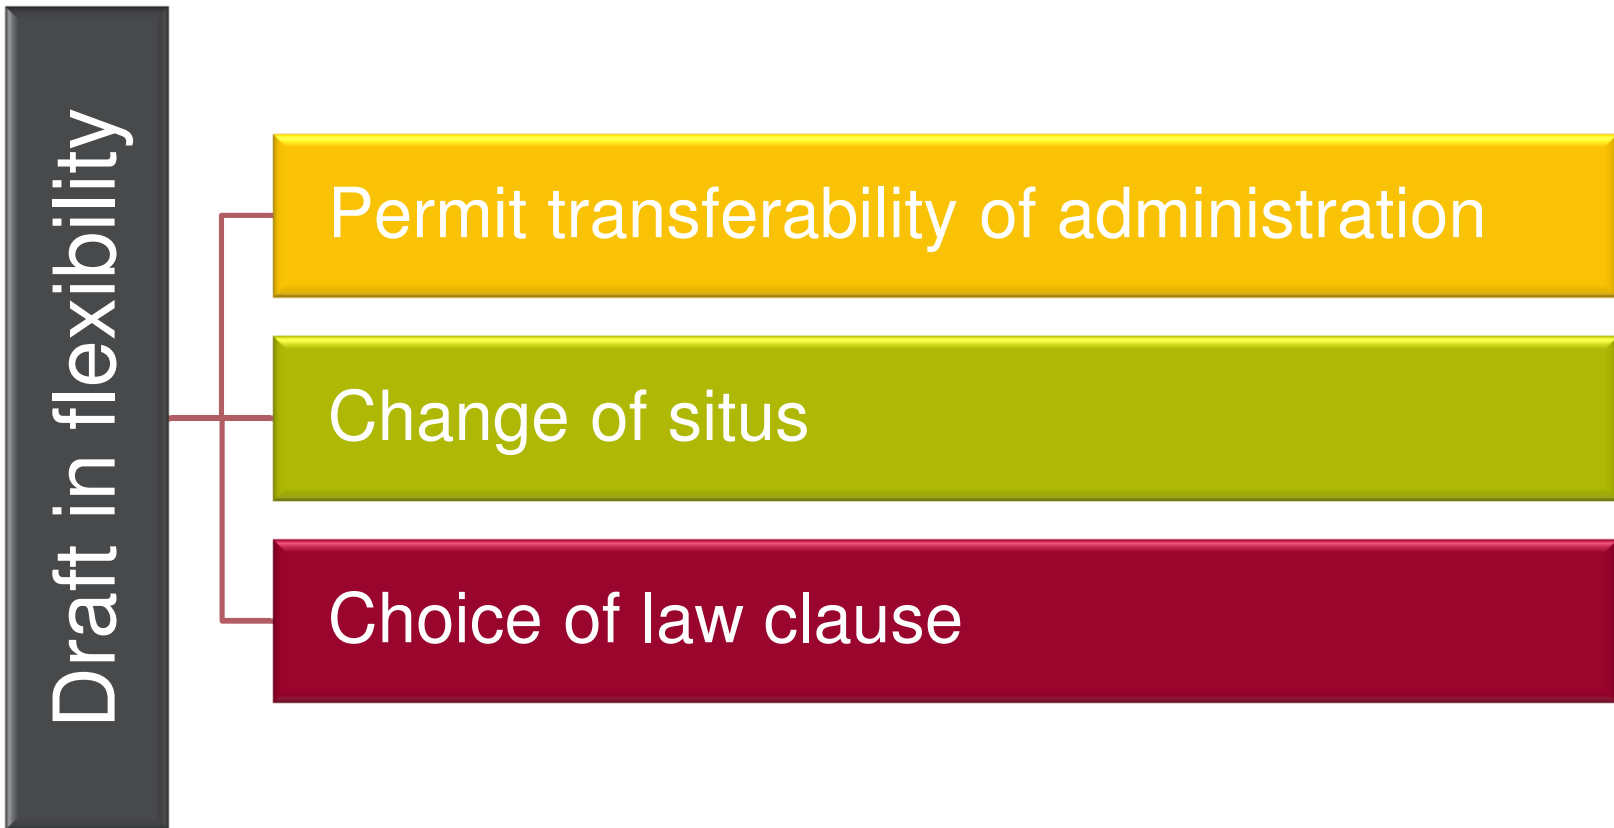 Draft in flexibility
Permit transferability of administration
Change of situs
Choice of law clause